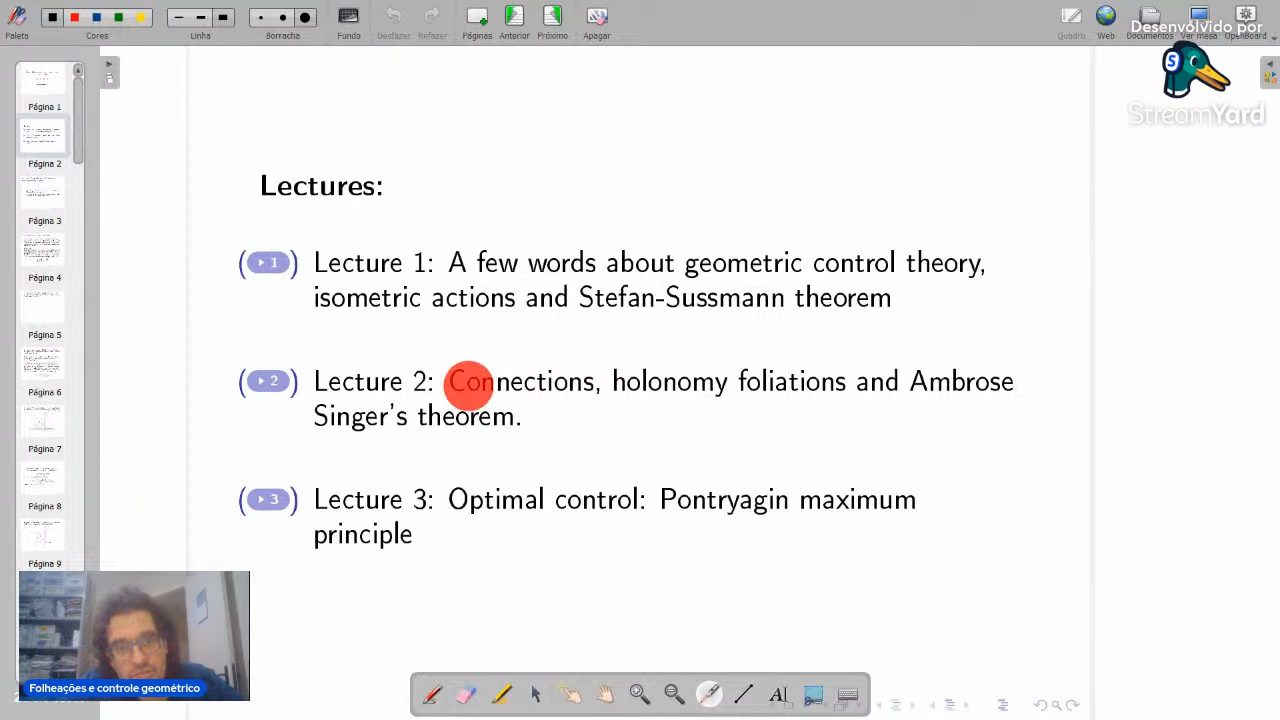 Paleta
Cores
Linha
Borracha
Fundo
Desfazer
Refazer
Páginas
Anterior
Próximo
Apagar
Quadro
Web
Documentos
Ver mesa
OpenBoard
Desenvolvido por
StreamYard
Página 1
Página 2
Página 3
Página 4
Página 5
Página 6
Página 7
Página 8
Página 9
Lectures:
( 1 ) Lecture 1: A few words about geometric control theory,
isometric actions and Stefan-Sussmann theorem
( 2 ) Lecture 2: Connections, holonomy foliations and Ambrose
Singer's theorem.
( 3 ) Lecture 3: Optimal control: Pontryagin maximum
principle
Folheações e controle geométrico